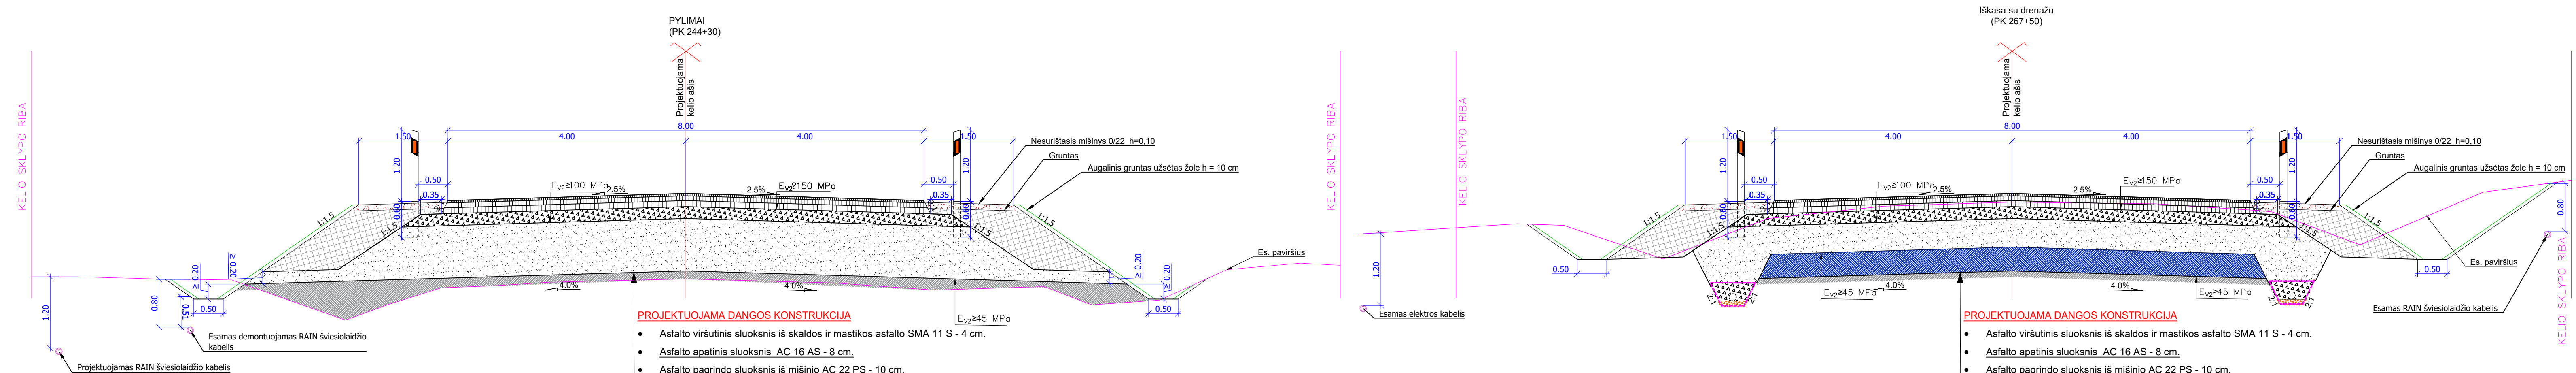 PYLIMAI
(PK 244+30)
KELIO SKLYPO RIBA
Projektuojama
kelio ašis
8.00
1.50
4.00
4.00
1.50
1.20
1.20
0.50
0.50
0.35
0.35
0.60
0.60
Ev2≥100 MPa
2.5%
2.5%
Ev2?150 MPa
Nesurištasis mišinys 0/22 h=0,10
Gruntas
Augalinis gruntas užsėtas žole h = 10 cm
1:1.5
1:1.5
1:1.5
1:1.5
≥ 0.20
≥ 0.20
≥ 0.20
≥ 0.20
Es. paviršius
4.0%
4.0%
0.80
0.51
0.50
0.50
1.20
Ev2≥45 MPa
Esamas demontuojamas RAIN šviesiolaidžio
kabelis
Projektuojamas RAIN šviesolaidžio kabelis
PROJEKTUOJAMA DANGOS KONSTRUKCIJA
• Asfalto viršutinis sluoksnis iš skaldos ir mastikos asfalto SMA 11 S - 4 cm.
• Asfalto apatinis sluoksnis AC 16 AS - 8 cm.
• Asfalto pagrindo sluoksnis iš mišinio AC 22 PS - 10 cm.
KELIO SKLYPO RIBA
Iškasa su drenažu
(PK 267+50)
KELIO SKLYPO RIBA
Projektuojama
kelio ašis
8.00
1.50
4.00
4.00
1.50
1.20
1.20
0.50
0.50
0.35
0.35
0.60
0.60
Ev2≥100 MPa
2.5%
2.5%
Ev2≥150 MPa
Nesurištasis mišinys 0/22 h=0,10
Gruntas
Augalinis gruntas užsėtas žole h = 10 cm
1:1.5
1:1.5
1:1.5
1:1.5
0.80
Es. paviršius
0.50
0.50
1.20
Ev2≥45 MPa
4.0%
4.0%
Ev2≥45 MPa
2:1
2:1
Esamas elektros kabelis
Esamas RAIN šviesiolaidžio kabelis
PROJEKTUOJAMA DANGOS KONSTRUKCIJA
• Asfalto viršutinis sluoksnis iš skaldos ir mastikos asfalto SMA 11 S - 4 cm.
• Asfalto apatinis sluoksnis AC 16 AS - 8 cm.
• Asfalto pagrindo sluoksnis iš mišinio AC 22 PS - 10 cm.
KELIO SKLYPO RIBA